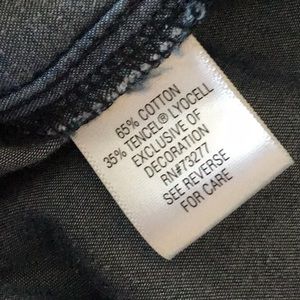 65% COTTON
35% TENCEL® LYOCELL
EXCLUSIVE OF
DECORATION
RN#73277
SEE REVERSE
FOR CARE